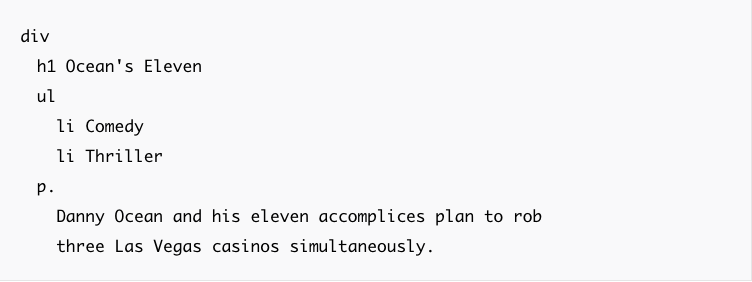 div
h1 Ocean's Eleven
ul
li Comedy
li Thriller
p.
Danny Ocean and his eleven accomplices plan to rob
three Las Vegas casinos simultaneously.